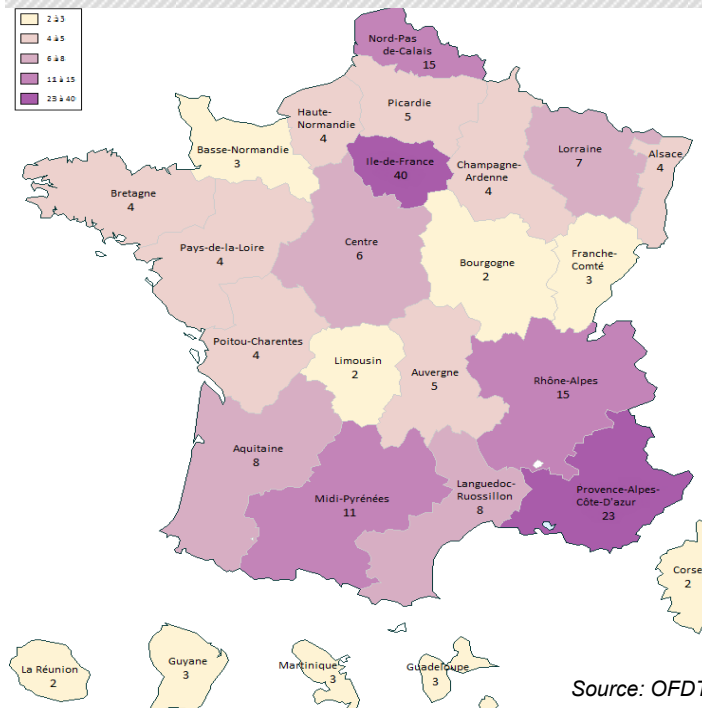 2 à 3
4 à 5
6 à 8
11 à 15
23 à 40
Nord-Pas
de-Calais
15
Picardie
5
Haute-
Normandie
4
Basse-Normandie
3
Ile-de-France
40
Champagne-
Ardenne
4
Lorraine
7
Alsace
4
Bretagne
4
Pays-de-la-Loire
4
Centre
6
Bourgogne
2
Franche-
Comté
3
Poitou-Charentes
4
Limousin
2
Auvergne
5
Rhône-Alpes
15
Aquitaine
8
Midi-Pyrénées
11
Languedoc-
Ruossillon
8
Provence-Alpes-
Côte-D'azur
23
Corse
2
La Réunion
2
Guyane
3
Martinique
3
Guadeloupe
3
Source: OFDT